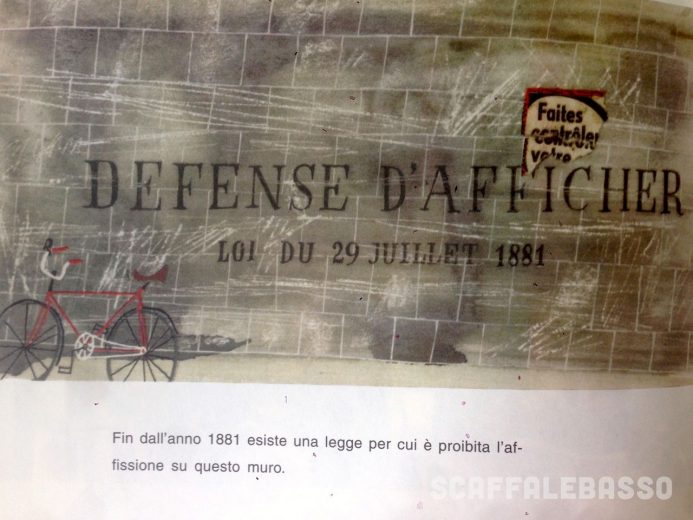 Faites
contrôler
votre
DEFENSE D'AFFICHER
LOI DU 29 JUILLET 1881
Fin dall'anno 1881 esiste una legge per cui è proibita l'af-
fissione su questo muro.
SCAFFALEBASSO